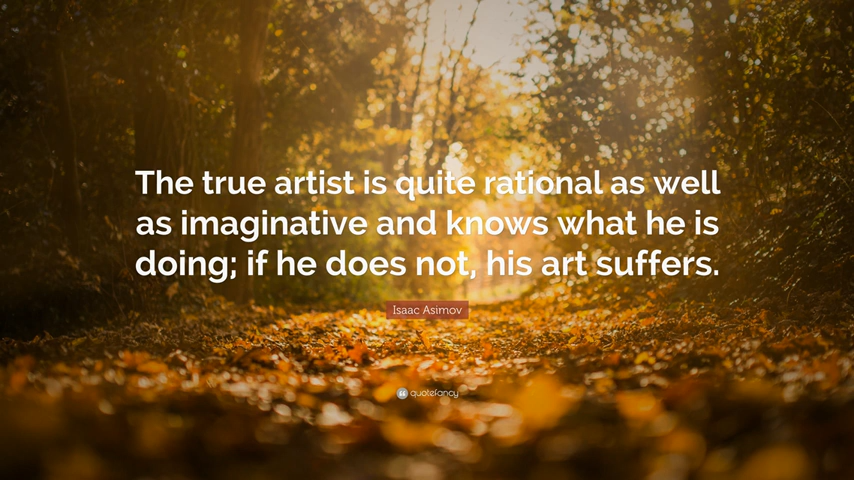 The true artist is quite rational as well
as imaginative and knows what he is
doing; if he does not, his art suffers.
Isaac Asimov
quotefancy